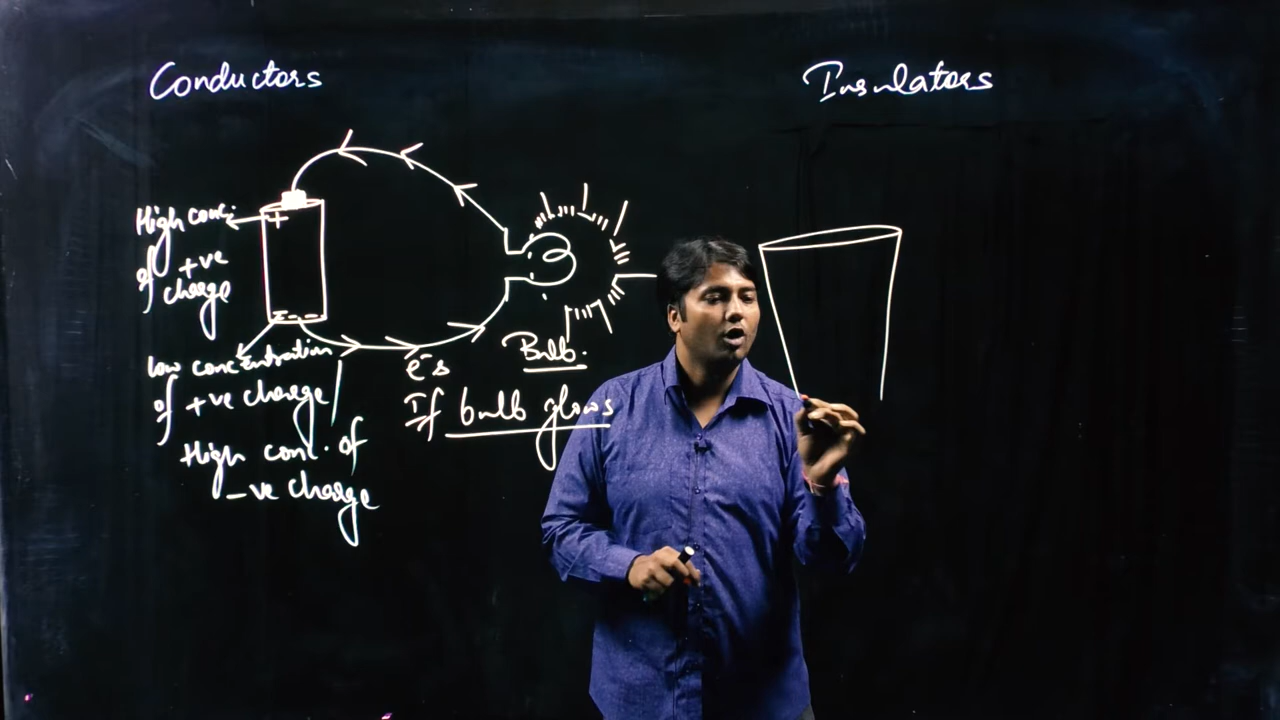 Conductors
Insulators
High conc.
of +ve
charge
+
- - -
low concentration
of +ve charge
High conc. of
-ve charge
e-s
Bulb.
If bulb glows